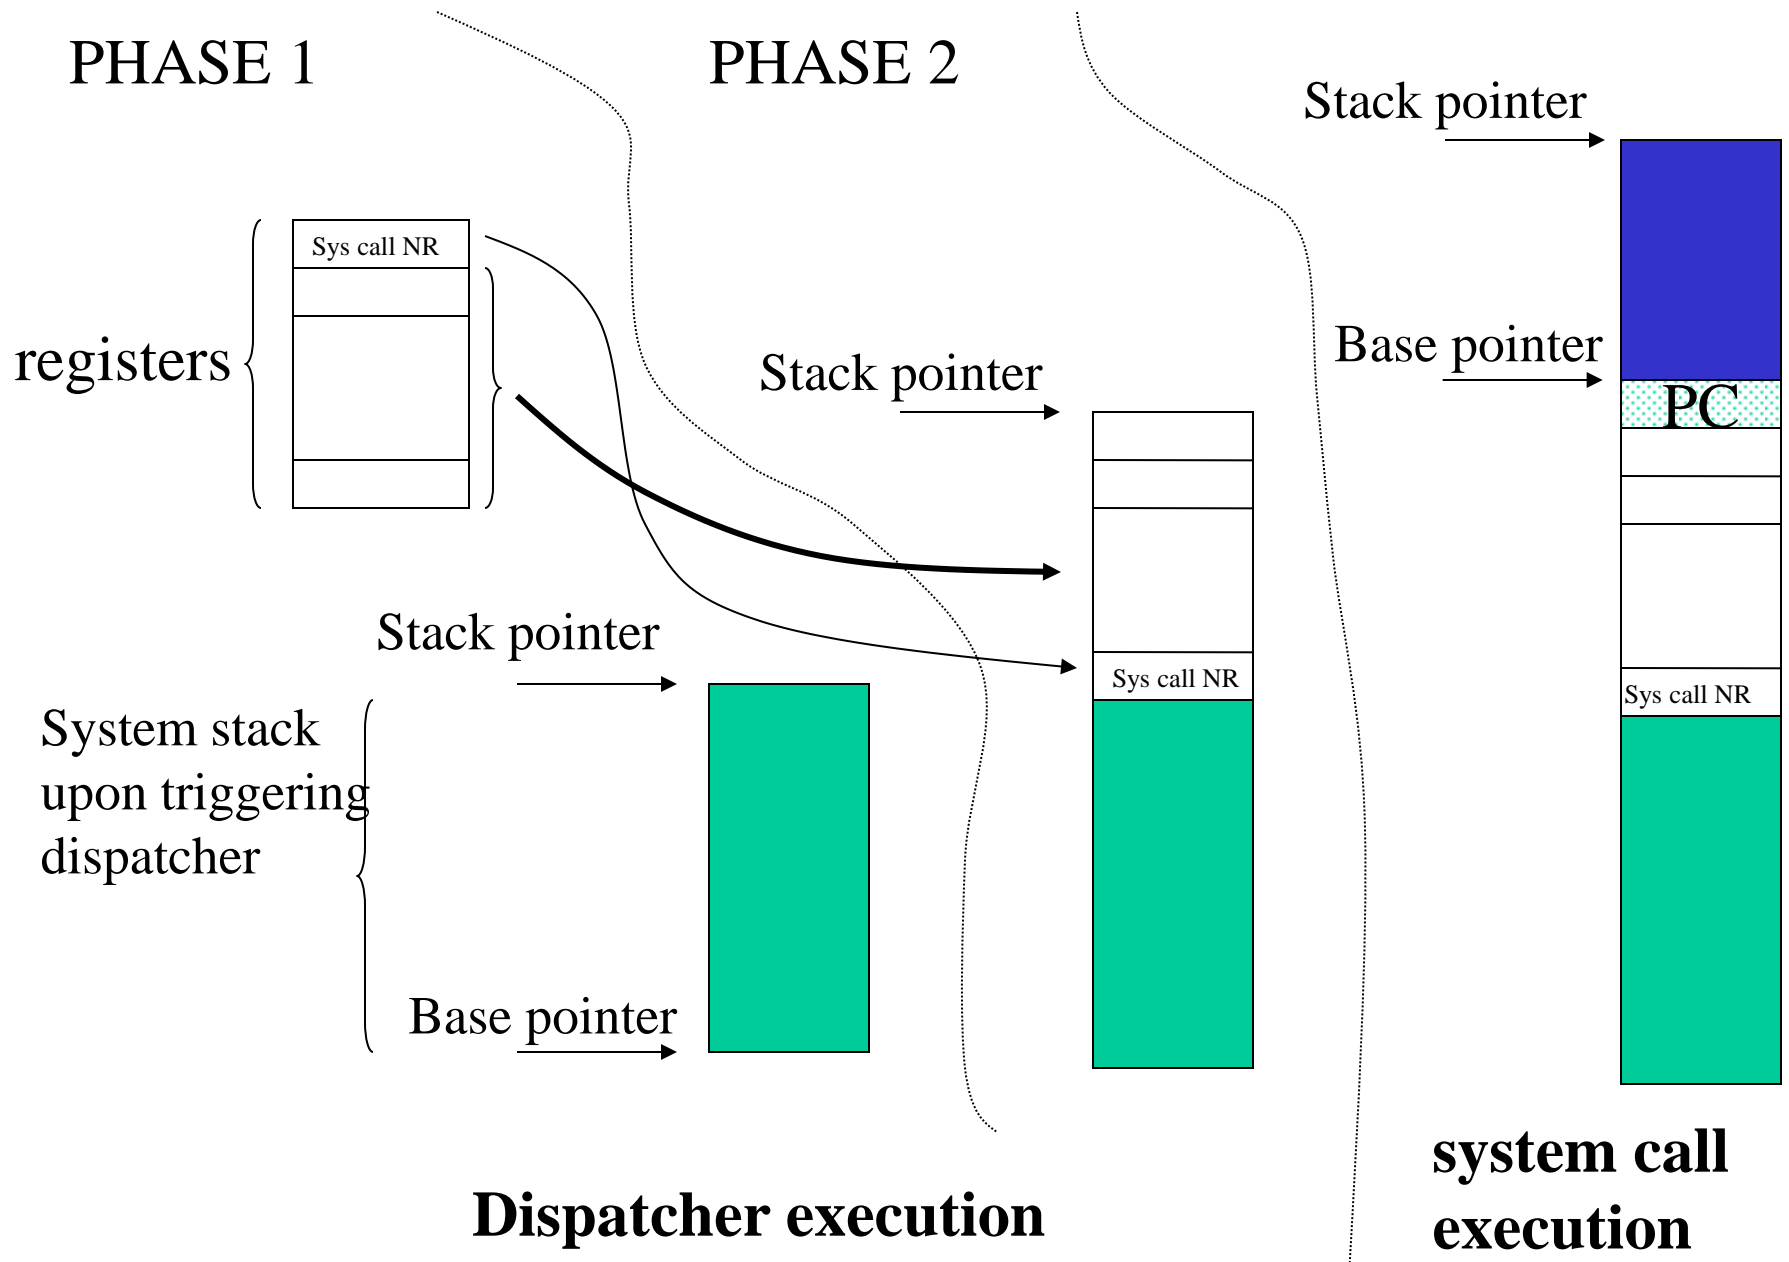 PHASE 1
PHASE 2
Stack pointer
Sys call NR
registers
Base pointer
Stack pointer
PC
Stack pointer
Sys call NR
Sys call NR
System stack
upon triggering
dispatcher
Base pointer
system call
execution
Dispatcher execution